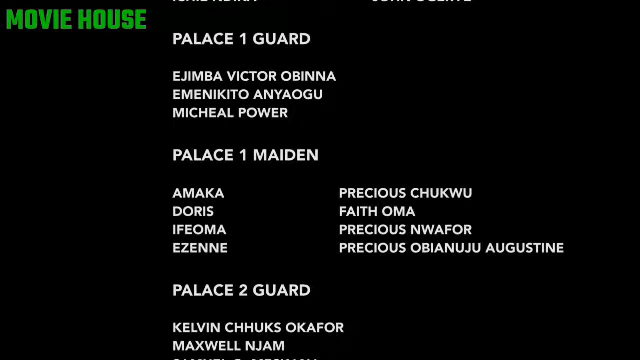 MOVIE HOUSE
PALACE 1 GUARD
EJIMBA VICTOR OBINNA
EMENIKITO ANYAOGU
MICHEAL POWER
PALACE 1 MAIDEN
AMAKA PRECIOUS CHUKWU
DORIS FAITH OMA
IFEOMA PRECIOUS NWAFOR
EZENNE PRECIOUS OBIANUJU AUGUSTINE
PALACE 2 GUARD
KELVIN CHHUKS OKAFOR
MAXWELL NJAM